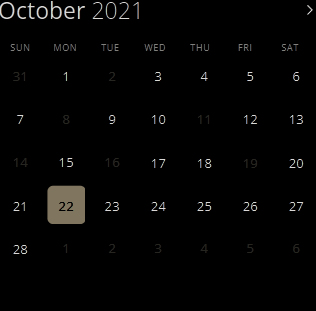 October 2021 >
SUN MON TUE WED THU FRI SAT
31 1 2 3 4 5 6
7 8 9 10 11 12 13
14 15 16 17 18 19 20
21 22 23 24 25 26 27
28 1 2 3 4 5 6